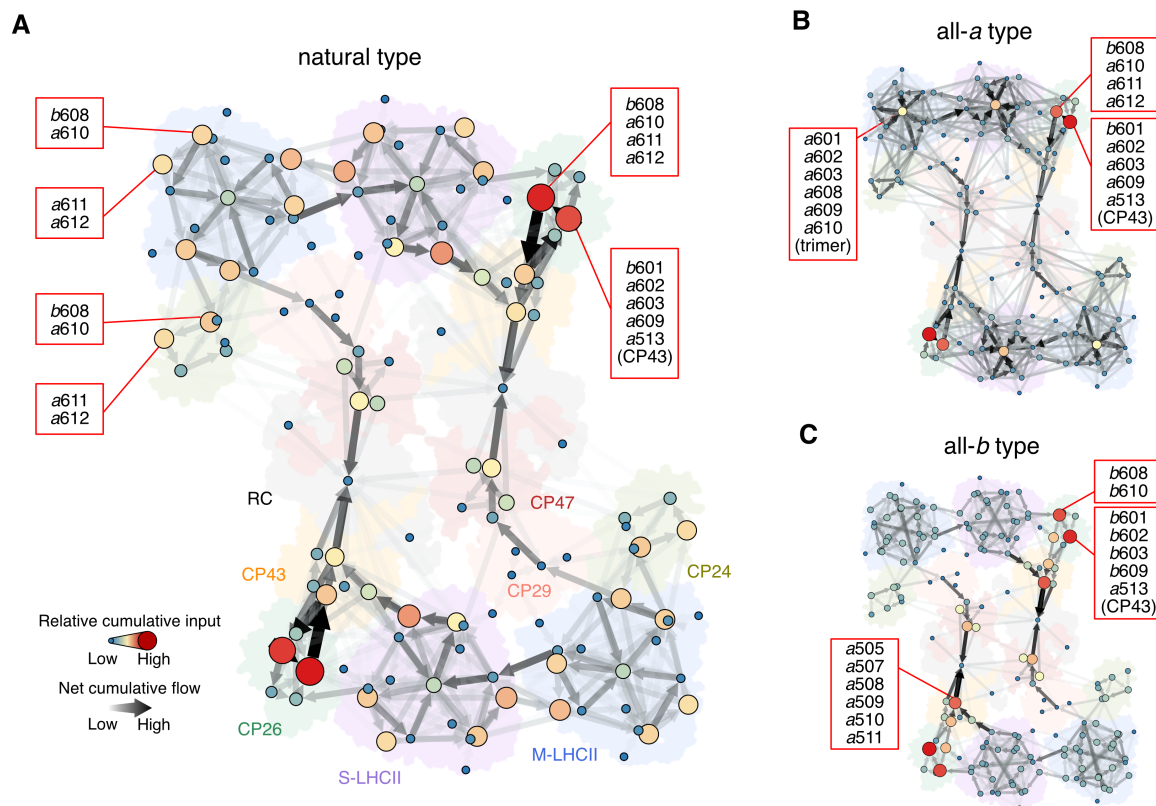 A
natural type
b608
a610
a611
a612
b608
a610
a611
a612
b608
a610
a611
a612
b601
a602
a603
a609
a513
(CP43)
RC
CP47
CP43
CP24
CP29
Relative cumulative input
Low High
Net cumulative flow
Low High
CP26
S-LHCII
M-LHCII
B
all-a type
b608
a610
a611
a612
a601
a602
a603
a608
a609
a610
(trimer)
b601
a602
a603
a609
a513
(CP43)
C
all-b type
b608
b610
b601
b602
b603
b609
a513
(CP43)
a505
a507
a508
a509
a510
a511